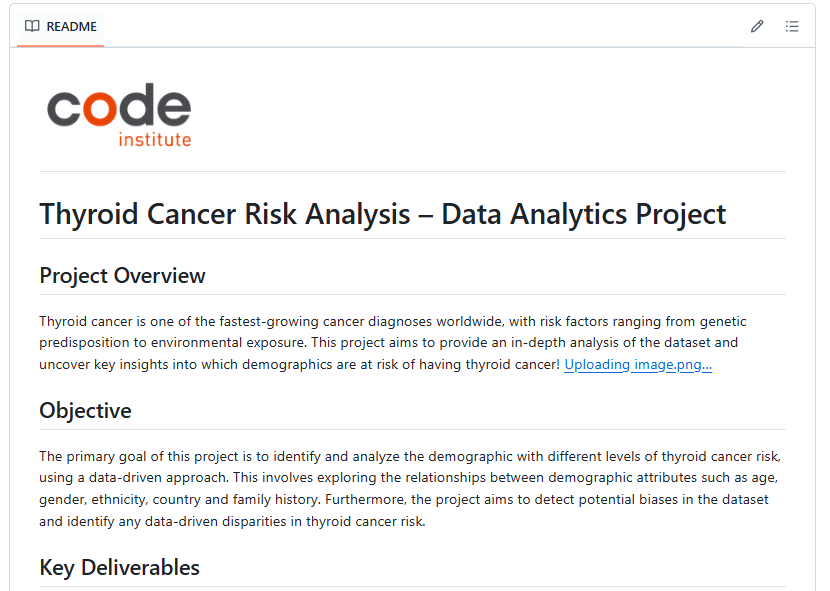 README
code
institute
Thyroid Cancer Risk Analysis – Data Analytics Project
Project Overview
Thyroid cancer is one of the fastest-growing cancer diagnoses worldwide, with risk factors ranging from genetic
predisposition to environmental exposure. This project aims to provide an in-depth analysis of the dataset and
uncover key insights into which demographics are at risk of having thyroid cancer! Uploading image.png...
Objective
The primary goal of this project is to identify and analyze the demographic with different levels of thyroid cancer risk,
using a data-driven approach. This involves exploring the relationships between demographic attributes such as age,
gender, ethnicity, country and family history. Furthermore, the project aims to detect potential biases in the dataset
and identify any data-driven disparities in thyroid cancer risk.
Key Deliverables